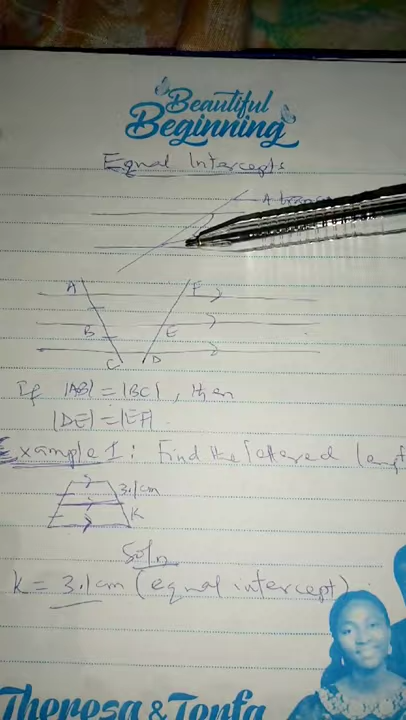 Beautiful
Beginning
Equal Intercepts
A
A F
B E
C D
If |AB| = |BC|, then
|DE| = |EF|.
Example 1: Find the lettered
3.1cm
K
Soln
K = 3.1cm (equal intercept)
Theresa & Tonfa